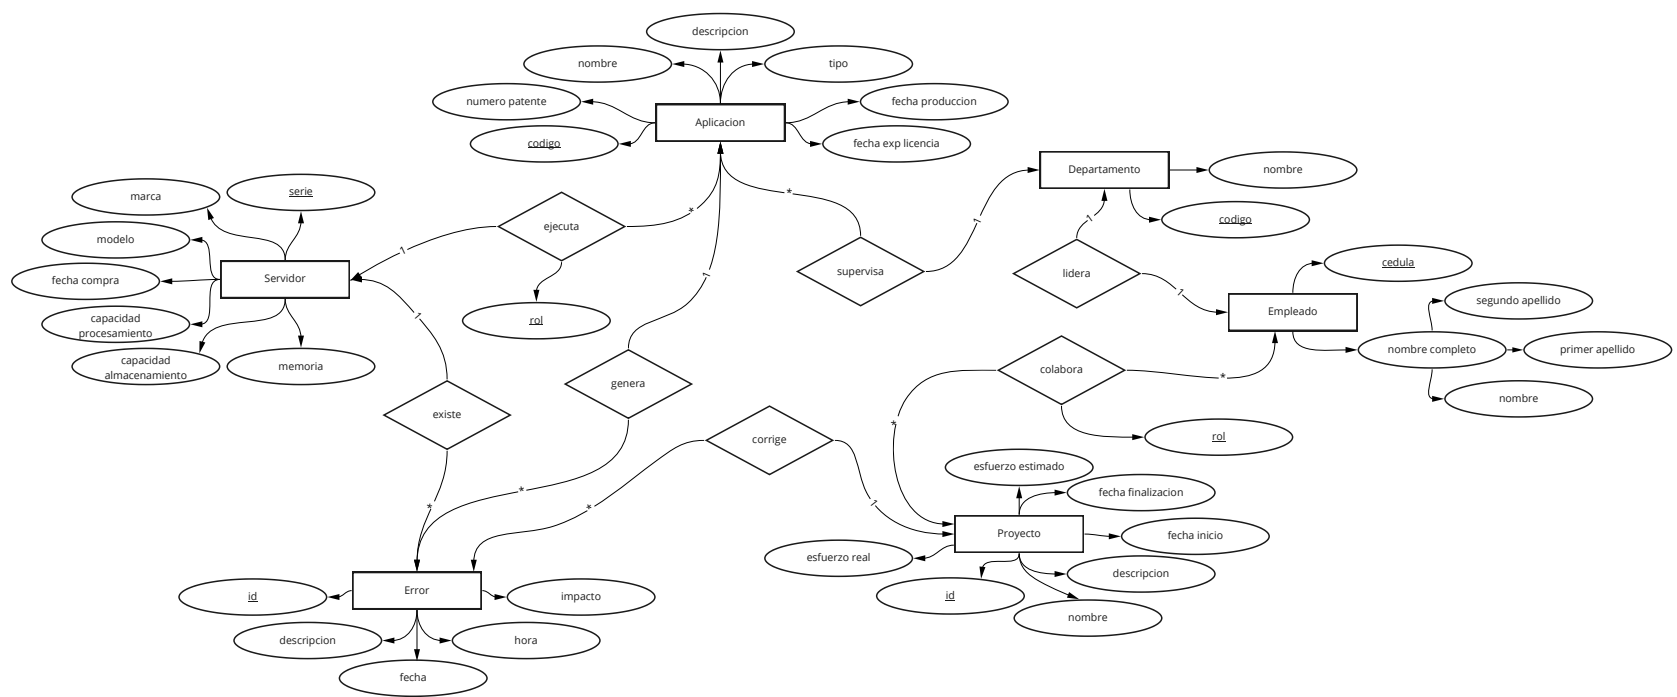 descripcion
nombre
tipo
numero patente
fecha produccion
Aplicacion
codigo
fecha exp licencia
Departamento
nombre
marca
serie
*
codigo
*
ejecuta
1
1
modelo
1
cedula
Servidor
supervisa
lidera
fecha compra
1
1
segundo apellido
Empleado
capacidad
procesamiento
1
rol
nombre completo
primer apellido
capacidad
almacenamiento
memoria
genera
colabora
*
nombre
existe
*
corrige
rol
esfuerzo estimado
*
fecha finalizacion
*
*
1
Proyecto
fecha inicio
esfuerzo real
descripcion
Error
id
impacto
id
nombre
descripcion
hora
fecha